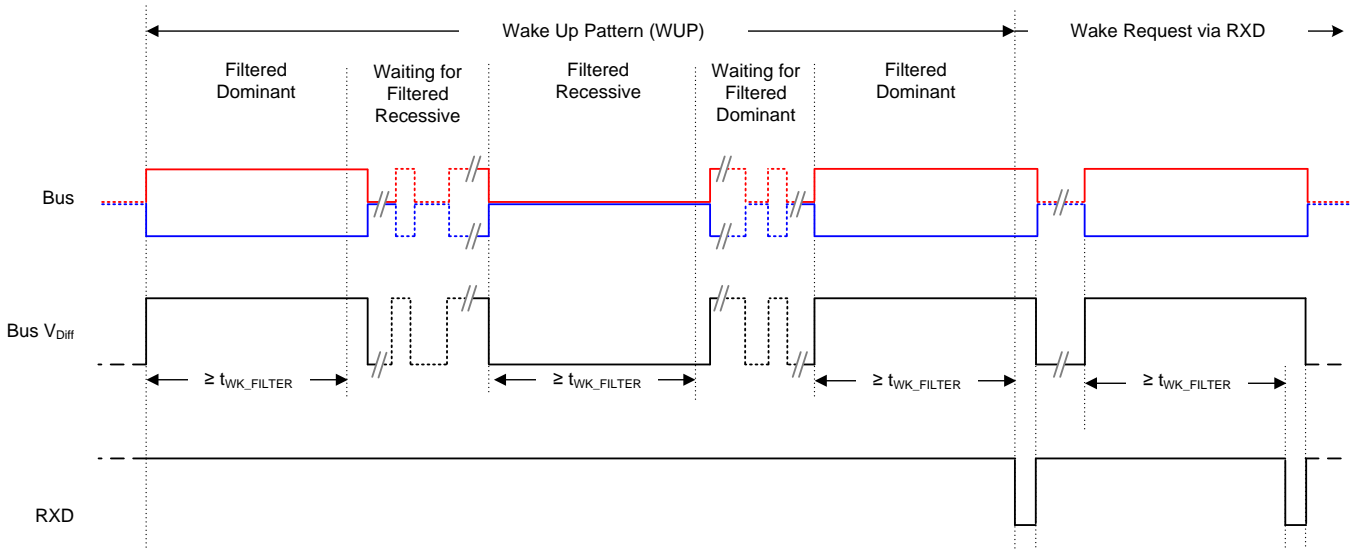 Wake Up Pattern (WUP)
Wake Request via RXD
Filtered
Dominant
Waiting for
Filtered
Recessive
Filtered
Recessive
Waiting for
Filtered
Dominant
Filtered
Dominant
Bus
Bus VDiff
≥ tWK_FILTER
≥ tWK_FILTER
≥ tWK_FILTER
≥ tWK_FILTER
RXD